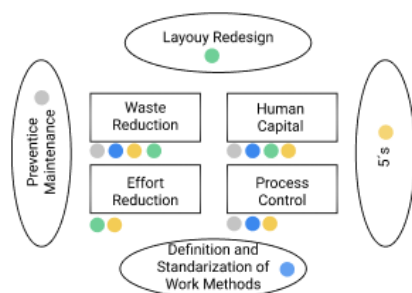 Layouy Redesign
Preventice
Maintenance
Waste
Reduction
Human
Capital
5´s
Effort
Reduction
Process
Control
Definition and
Standarization of
Work Methods